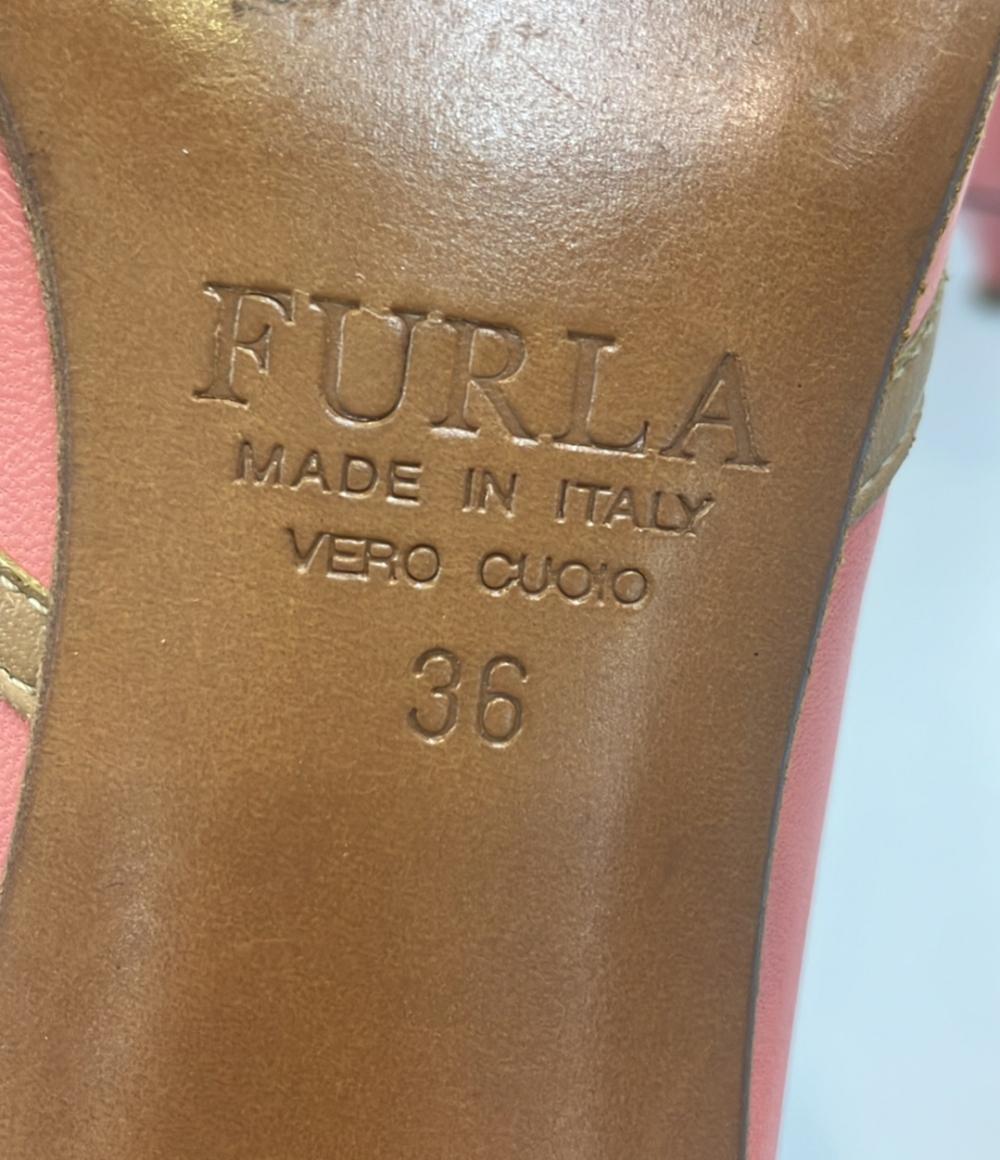 FURLA
MADE IN ITALY
VERO CUOIO
36